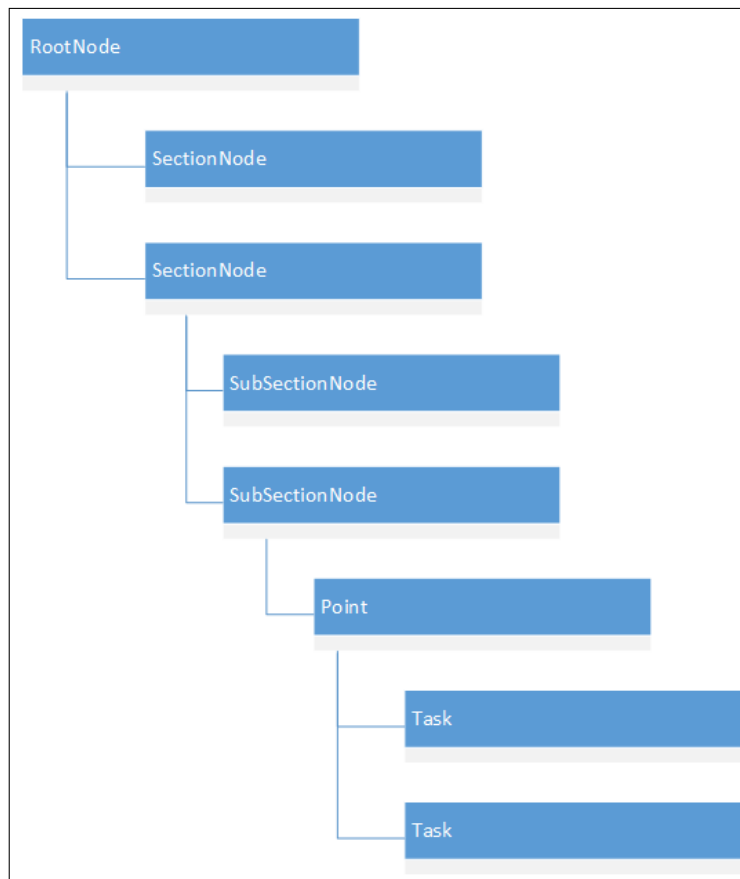 RootNode
SectionNode
SectionNode
SubSectionNode
SubSectionNode
Point
Task
Task